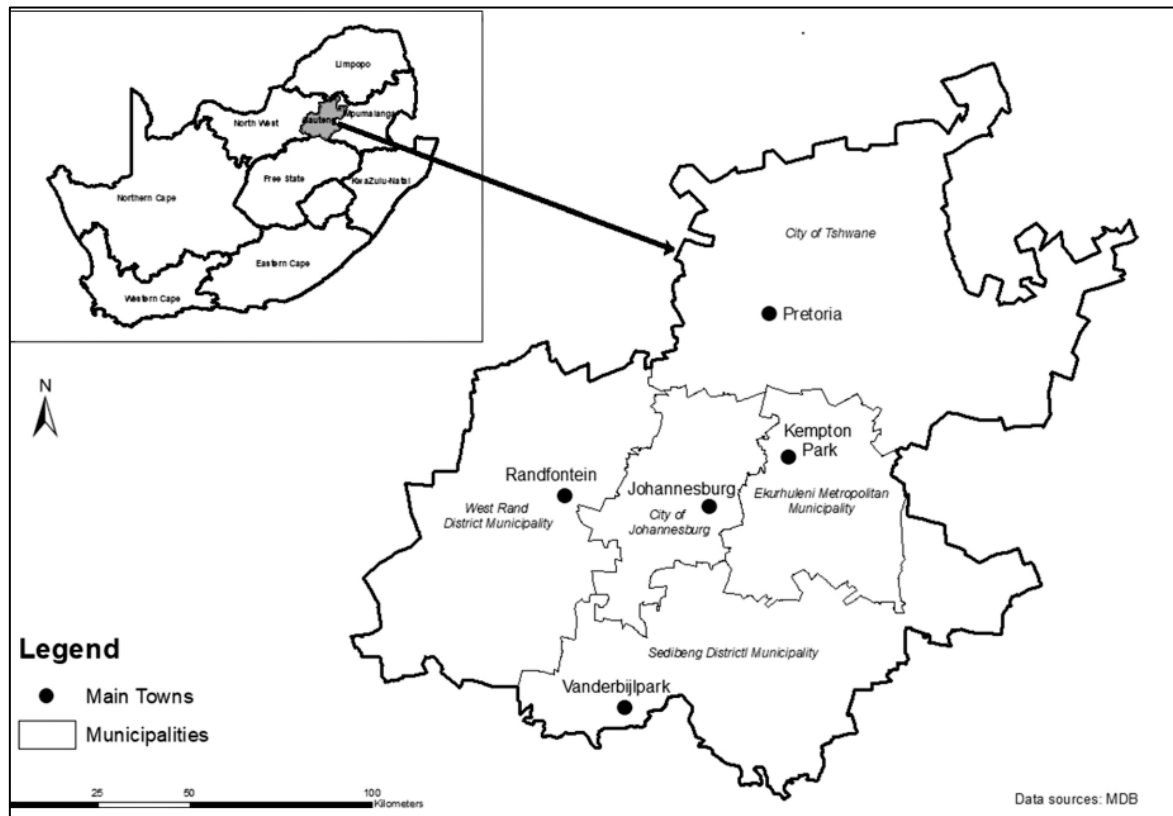 Limpopo
North West
Gauteng
Mpumalanga
Free State
KwaZulu-Natal
Northern Cape
Eastern Cape
Western Cape
City of Tshwane
Pretoria
N
Kempton
Park
Randfontein
Johannesburg
Ekurhuleni Metropolitan
Municipality
West Rand
District Municipality
City of
Johannesburg
Legend
Main Towns
Municipalities
Sedibeng Districtl Municipality
Vanderbijlpark
25 50 100
Kilometers
Data sources: MDB